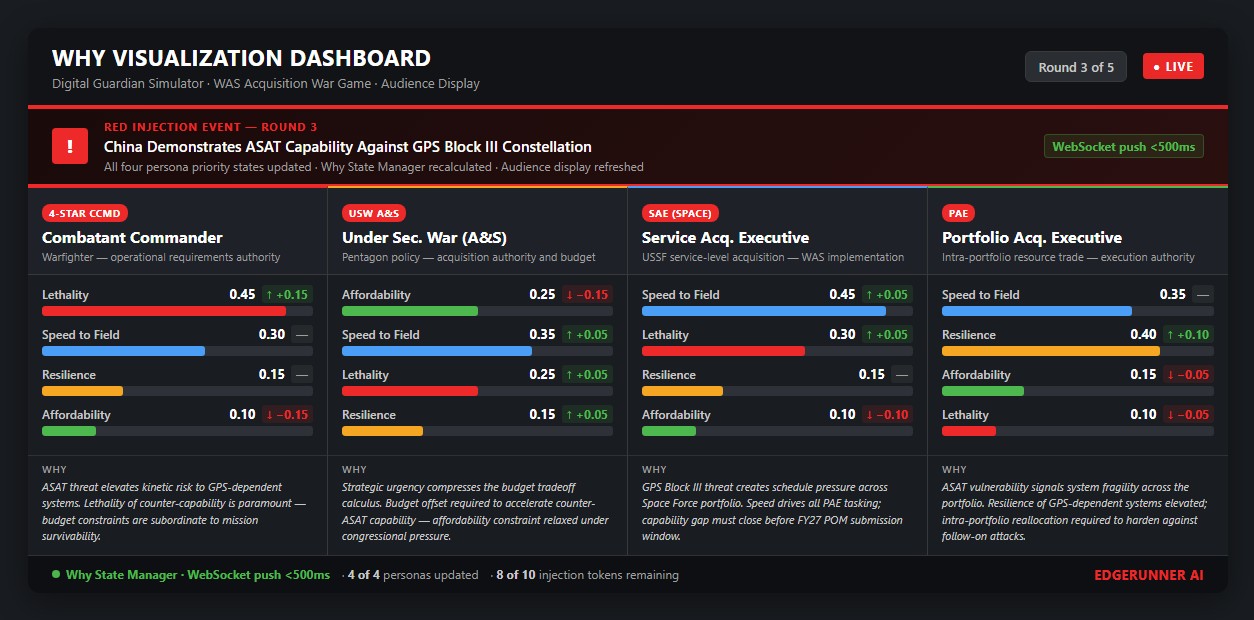 WHY VISUALIZATION DASHBOARD
Digital Guardian Simulator · WAS Acquisition War Game · Audience Display
Round 3 of 5
● LIVE
!
RED INJECTION EVENT — ROUND 3
China Demonstrates ASAT Capability Against GPS Block III Constellation
All four persona priority states updated · Why State Manager recalculated · Audience display refreshed
WebSocket push <500ms
4-STAR CCMD
Combatant Commander
Warfighter — operational requirements authority
Lethality 0.45 ↑ +0.15
Speed to Field 0.30 —
Resilience 0.15 —
Affordability 0.10 ↓ −0.15
WHY
ASAT threat elevates kinetic risk to GPS-dependent
systems. Lethality of counter-capability is paramount —
budget constraints are subordinate to mission
survivability.
USW A&S
Under Sec. War (A&S)
Pentagon policy — acquisition authority and budget
Affordability 0.25 ↓ −0.15
Speed to Field 0.35 ↑ +0.05
Lethality 0.25 ↑ +0.05
Resilience 0.15 ↑ +0.05
WHY
Strategic urgency compresses the budget tradeoff
calculus. Budget offset required to accelerate counter-
ASAT capability — affordability constraint relaxed under
congressional pressure.
SAE (SPACE)
Service Acq. Executive
USSF service-level acquisition — WAS implementation
Speed to Field 0.45 ↑ +0.05
Lethality 0.30 ↑ +0.05
Resilience 0.15 —
Affordability 0.10 ↓ −0.10
WHY
GPS Block III threat creates schedule pressure across
Space Force portfolio. Speed drives all PAE tasking;
capability gap must close before FY27 POM submission
window.
PAE
Portfolio Acq. Executive
Intra-portfolio resource trade — execution authority
Speed to Field 0.35 —
Resilience 0.40 ↑ +0.10
Affordability 0.15 ↓ −0.05
Lethality 0.10 ↓ −0.05
WHY
ASAT vulnerability signals system fragility across the
portfolio. Resilience of GPS-dependent systems elevated;
intra-portfolio reallocation required to harden against
follow-on attacks.
Why State Manager · WebSocket push <500ms · 4 of 4 personas updated · 8 of 10 injection tokens remaining
EDGERUNNER AI